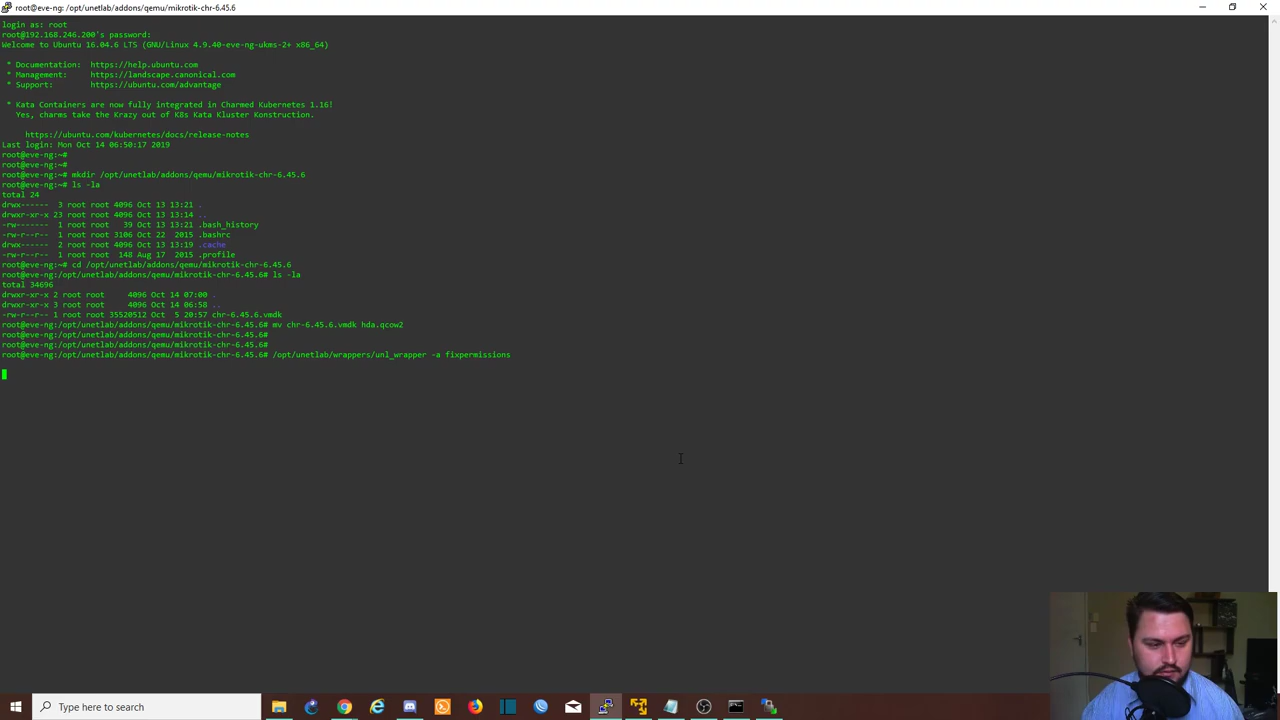 root@eve-ng: /opt/unetlab/addons/qemu/mikrotik-chr-6.45.6
login as: root
root@192.168.246.200's password:
Welcome to Ubuntu 16.04.6 LTS (GNU/Linux 4.9.40-eve-ng-ukms-2+ x86_64)
* Documentation:  https://help.ubuntu.com
* Management:     https://landscape.canonical.com
* Support:        https://ubuntu.com/advantage
* Kata Containers are now fully integrated in Charmed Kubernetes 1.16!
Yes, charms take the Krazy out of K8s Kata Kluster Konstruction.
https://ubuntu.com/kubernetes/docs/release-notes
Last login: Mon Oct 14 06:50:17 2019
root@eve-ng:~#
root@eve-ng:~#
root@eve-ng:~# mkdir /opt/unetlab/addons/qemu/mikrotik-chr-6.45.6
root@eve-ng:~# ls -la
total 24
drwx------  3 root root 4096 Oct 13 13:21 .
drwxr-xr-x 23 root root 4096 Oct 13 13:14 ..
-rw-------  1 root root   39 Oct 13 13:21 .bash_history
-rw-r--r--  1 root root 3106 Oct 22  2015 .bashrc
drwx------  2 root root 4096 Oct 13 13:19 .cache
-rw-r--r--  1 root root  148 Aug 17  2015 .profile
root@eve-ng:~# cd /opt/unetlab/addons/qemu/mikrotik-chr-6.45.6
root@eve-ng:/opt/unetlab/addons/qemu/mikrotik-chr-6.45.6# ls -la
total 34696
drwxr-xr-x 2 root root     4096 Oct 14 07:00 .
drwxr-xr-x 3 root root     4096 Oct 14 06:58 ..
-rw-r--r-- 1 root root 35520512 Oct  5 20:57 chr-6.45.6.vmdk
root@eve-ng:/opt/unetlab/addons/qemu/mikrotik-chr-6.45.6# mv chr-6.45.6.vmdk hda.qcow2
root@eve-ng:/opt/unetlab/addons/qemu/mikrotik-chr-6.45.6#
root@eve-ng:/opt/unetlab/addons/qemu/mikrotik-chr-6.45.6#
root@eve-ng:/opt/unetlab/addons/qemu/mikrotik-chr-6.45.6# /opt/unetlab/wrappers/unl_wrapper -a fixpermissions
Type here to search